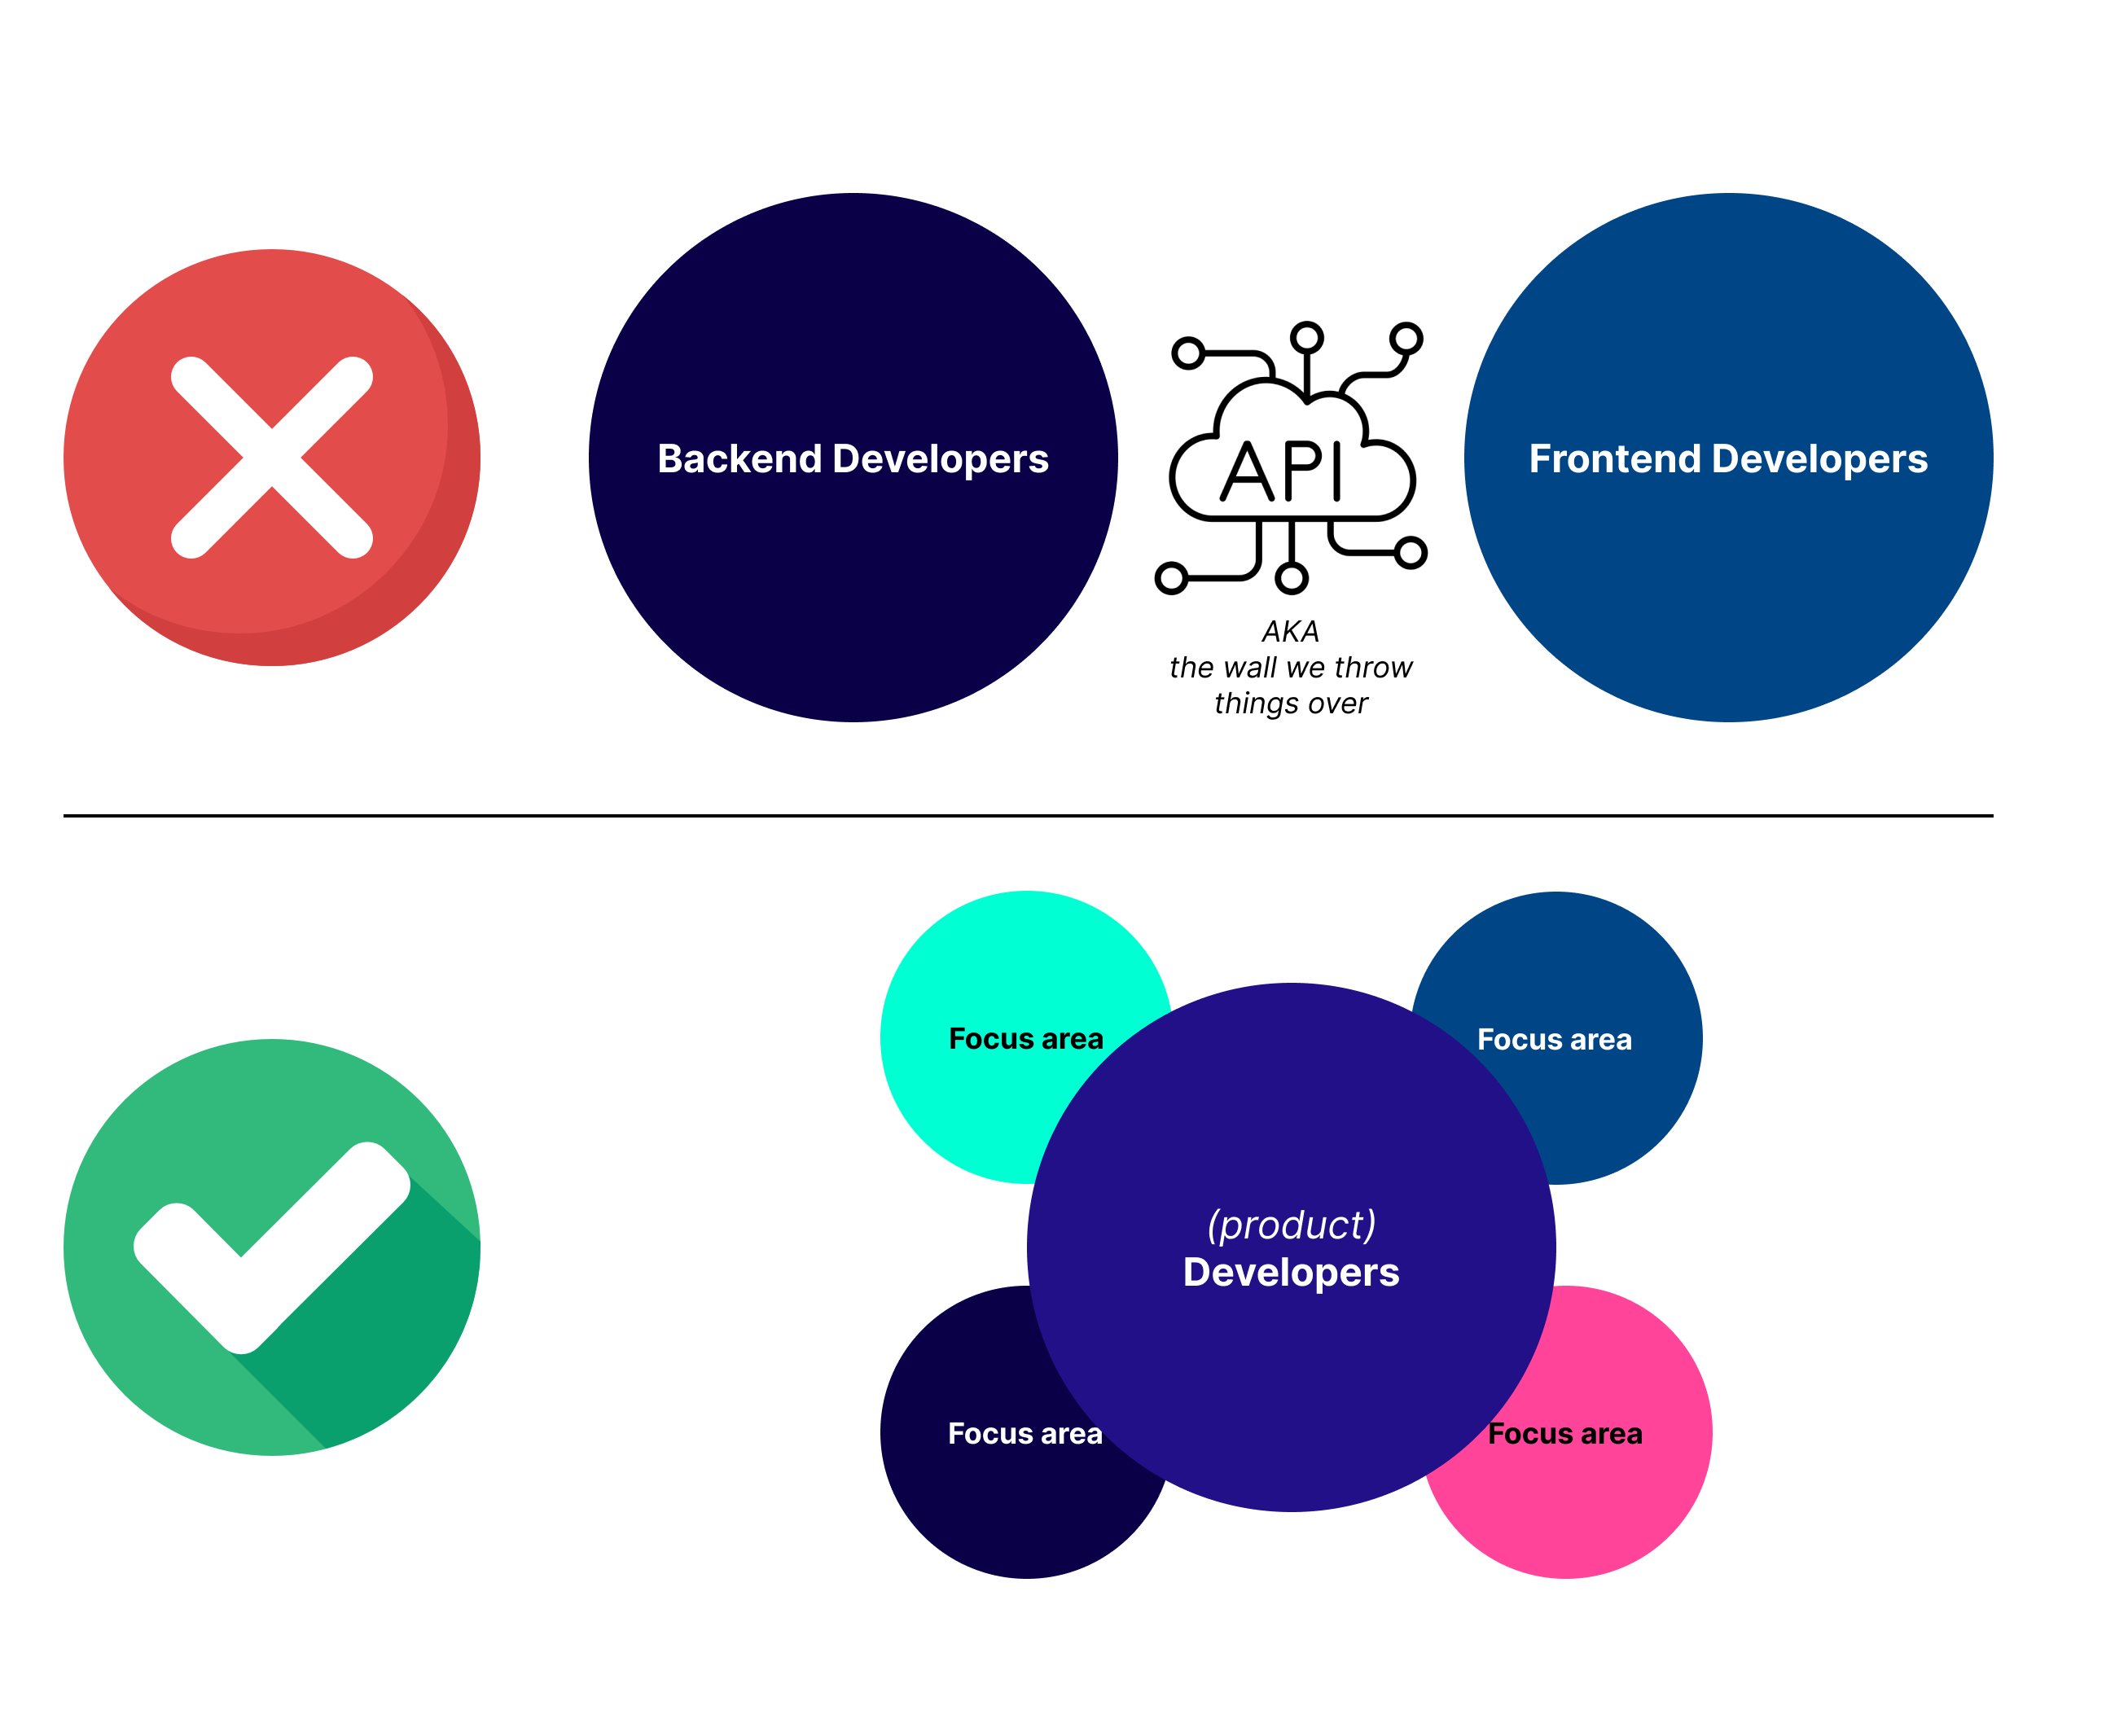 Backend Developers
API
Frontend Developers
AKA
the wall we throw
things over
Focus area
Focus area
(product)
Developers
Focus area
Focus area